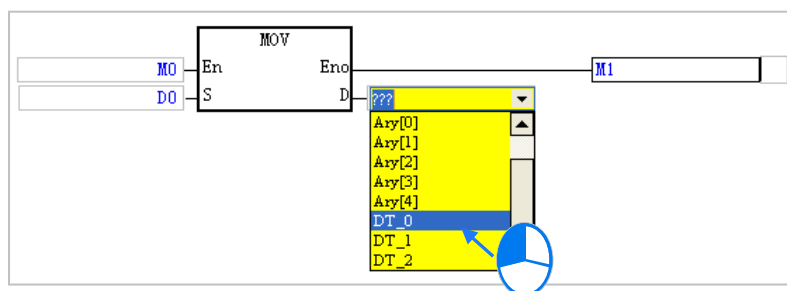 MOV
M0 En Eno M1
D0 S D ???
Ary[0]
Ary[1]
Ary[2]
Ary[3]
Ary[4]
DT_0
DT_1
DT_2